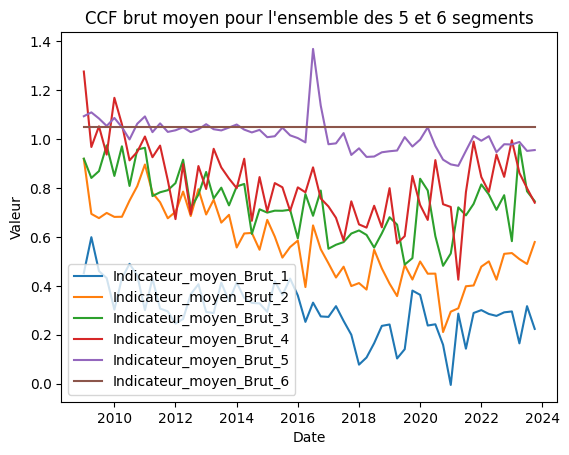 CCF brut moyen pour l'ensemble des 5 et 6 segments
Valeur
1.4
1.2
1.0
0.8
0.6
0.4
0.2
0.0
Indicateur_moyen_Brut_1
Indicateur_moyen_Brut_2
Indicateur_moyen_Brut_3
Indicateur_moyen_Brut_4
Indicateur_moyen_Brut_5
Indicateur_moyen_Brut_6
2010 2012 2014 2016 2018 2020 2022 2024
Date